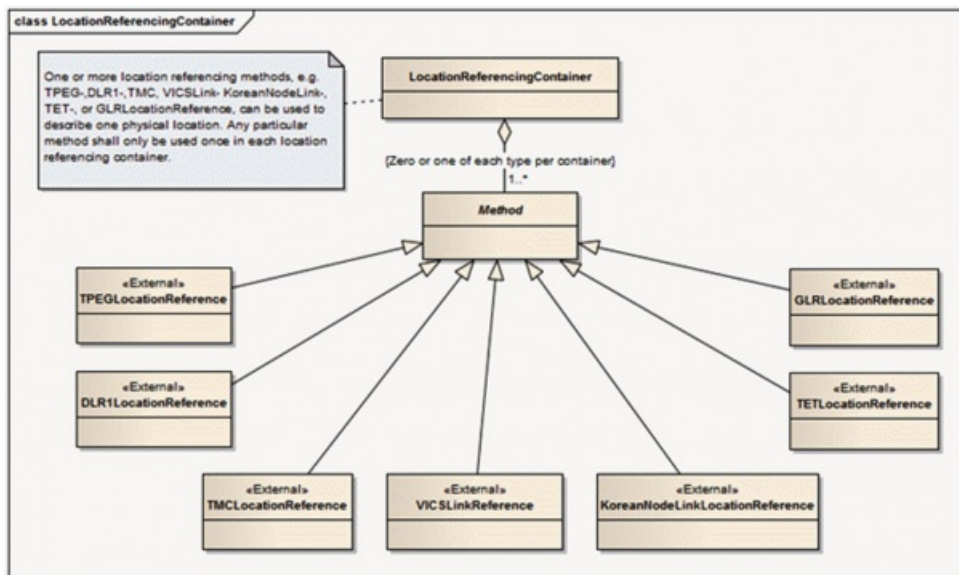 class LocationReferencingContainer
One or more location referencing methods, e.g.
TPEG-,DLR1-,TMC, VICSLink- KoreanNodeLink-,
TET-, or GLRLocationReference, can be used to
describe one physical location. Any particular
method shall only be used once in each location
referencing container.
LocationReferencingContainer
{Zero or one of each type per container}
1..*
Method
«External»
TPEGLocationReference
«External»
GLRLocationReference
«External»
DLR1LocationReference
«External»
TETLocationReference
«External»
TMCLocationReference
«External»
VICSLinkReference
«External»
KoreanNodeLinkLocationReference